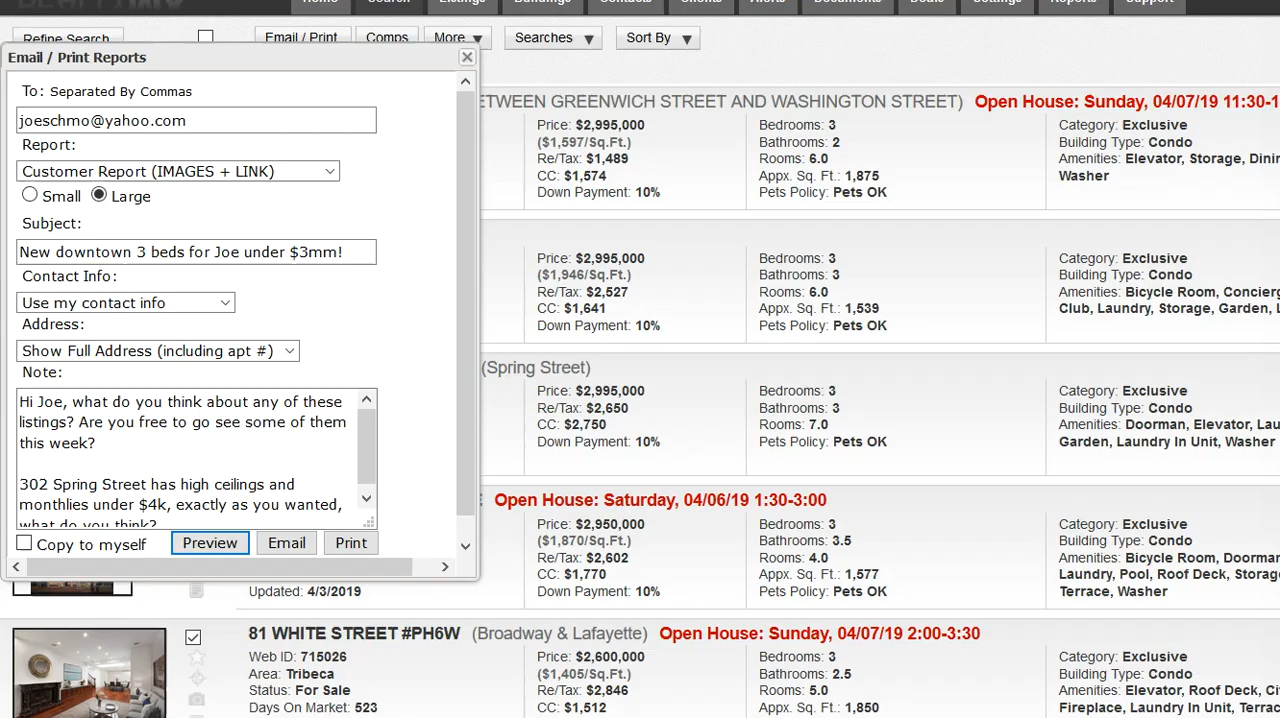 Home Search Listings Buildings Contacts Clients Alerts Documents Deals Settings Reports Support
Refine Search Email / Print Comps More Searches Sort By
Email / Print Reports
To: Separated By Commas
joeschmo@yahoo.com
Report:
Customer Report (IMAGES + LINK)
Small Large
Subject:
New downtown 3 beds for Joe under $3mm!
Contact Info:
Use my contact info
Address:
Show Full Address (including apt #)
Note:
Hi Joe, what do you think about any of these
listings? Are you free to go see some of them
this week?
302 Spring Street has high ceilings and
monthlies under $4k, exactly as you wanted,
what do you think?
Copy to myself Preview Email Print
ETWEEN GREENWICH STREET AND WASHINGTON STREET) Open House: Sunday, 04/07/19 11:30-1
Price: $2,995,000 Bedrooms: 3 Category: Exclusive
($1,597/Sq.Ft.) Bathrooms: 2 Building Type: Condo
Re/Tax: $1,489 Rooms: 6.0 Amenities: Elevator, Storage, Dinin
CC: $1,574 Appx. Sq. Ft.: 1,875 Washer
Down Payment: 10% Pets Policy: Pets OK
Price: $2,995,000 Bedrooms: 3 Category: Exclusive
($1,946/Sq.Ft.) Bathrooms: 3 Building Type: Condo
Re/Tax: $2,527 Rooms: 6.0 Amenities: Bicycle Room, Concierg
CC: $1,641 Appx. Sq. Ft.: 1,539 Club, Laundry, Storage, Garden, L
Down Payment: 10% Pets Policy: Pets OK
(Spring Street)
Price: $2,995,000 Bedrooms: 3 Category: Exclusive
Re/Tax: $2,650 Bathrooms: 3 Building Type: Condo
CC: $2,750 Rooms: 7.0 Amenities: Doorman, Elevator, Lau
Down Payment: 10% Pets Policy: Pets OK Garden, Laundry In Unit, Washer
Open House: Saturday, 04/06/19 1:30-3:00
Price: $2,950,000 Bedrooms: 3 Category: Exclusive
($1,870/Sq.Ft.) Bathrooms: 3.5 Building Type: Condo
Re/Tax: $2,602 Rooms: 4.0 Amenities: Bicycle Room, Doorman
CC: $1,770 Appx. Sq. Ft.: 1,577 Laundry, Pool, Roof Deck, Storage
Updated: 4/3/2019 Down Payment: 10% Pets Policy: Pets OK Terrace, Washer
81 WHITE STREET #PH6W (Broadway & Lafayette) Open House: Sunday, 04/07/19 2:00-3:30
Web ID: 715026 Price: $2,600,000 Bedrooms: 3 Category: Exclusive
Area: Tribeca ($1,405/Sq.Ft.) Bathrooms: 2.5 Building Type: Condo
Status: For Sale Re/Tax: $2,846 Rooms: 5.0 Amenities: Elevator, Roof Deck, Ci
Days On Market: 523 CC: $1,512 Appx. Sq. Ft.: 1,850 Fireplace, Laundry In Unit, Terrac